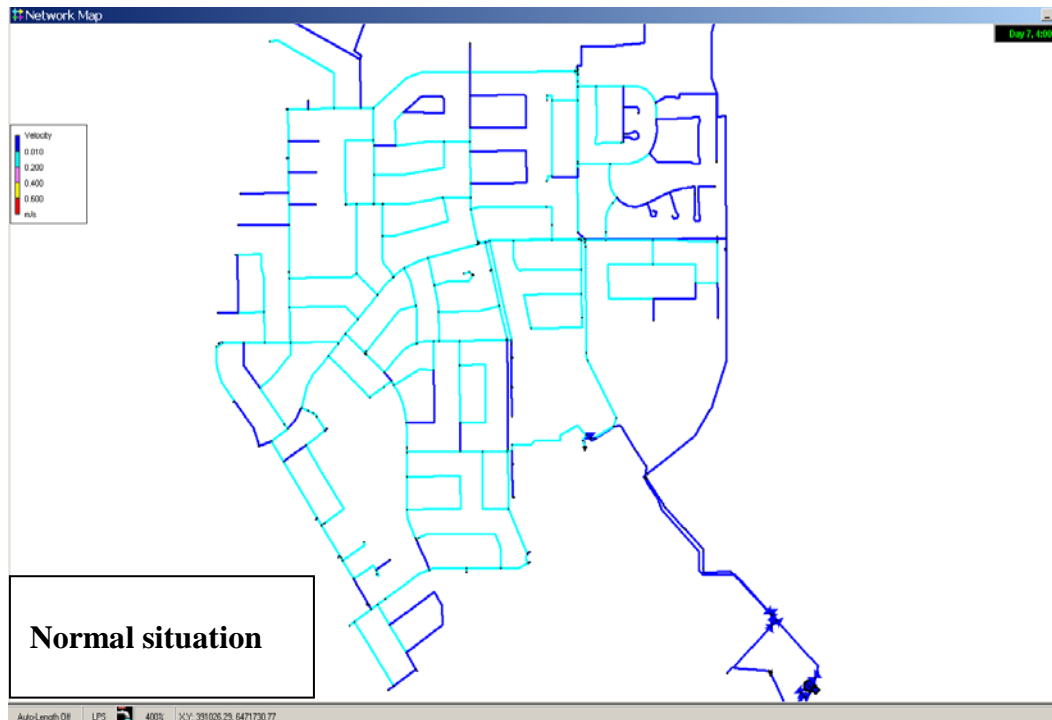 Network Map
Day 7, 4:00
Velocity
0.010
0.200
0.400
0.600
m/s
Normal situation
Auto-Length Off LPS 400% X,Y: 391026.29, 6471730.77